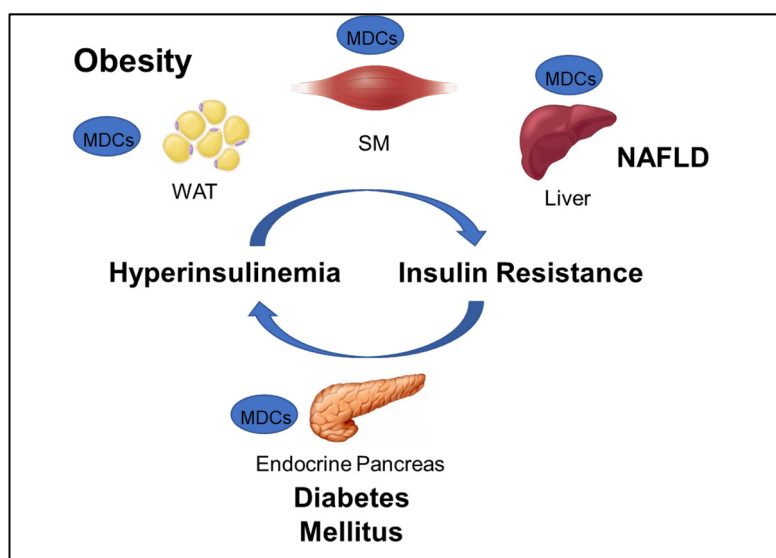 MDCs
Obesity
MDCs
MDCs
SM
NAFLD
WAT
Liver
Hyperinsulinemia
Insulin Resistance
MDCs
Endocrine Pancreas
Diabetes
Mellitus